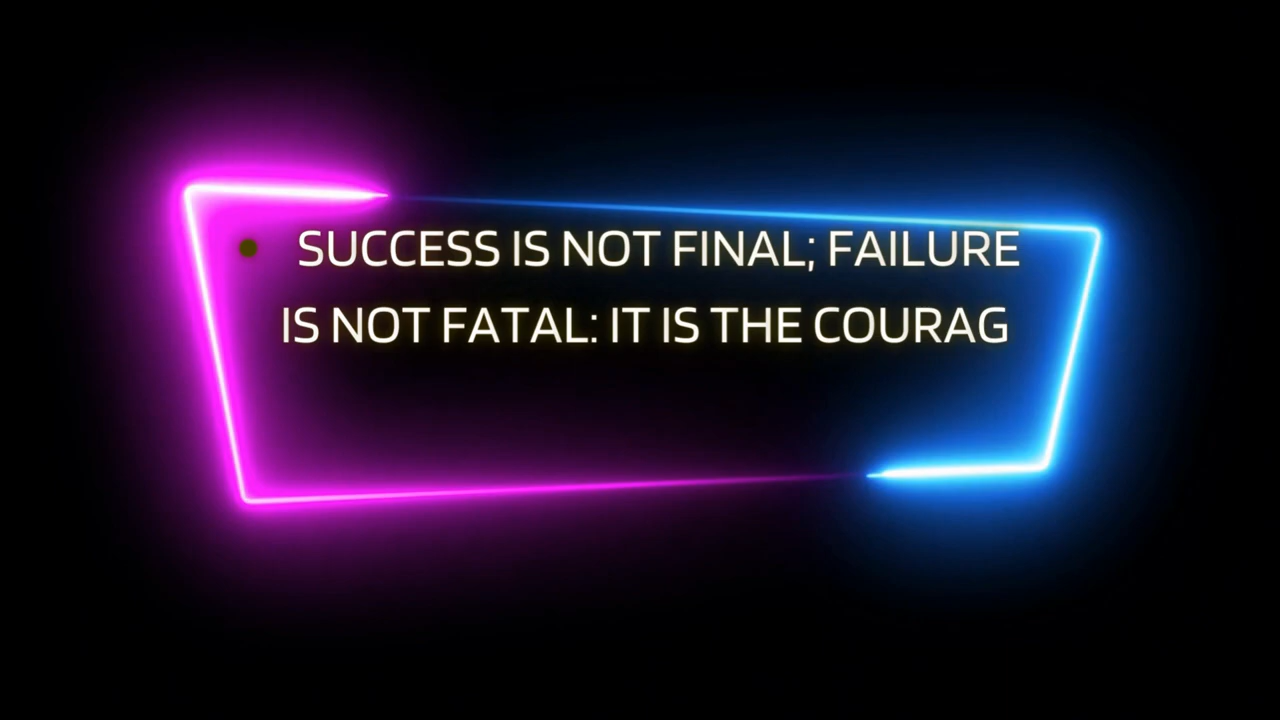 • SUCCESS IS NOT FINAL; FAILURE
IS NOT FATAL: IT IS THE COURAG